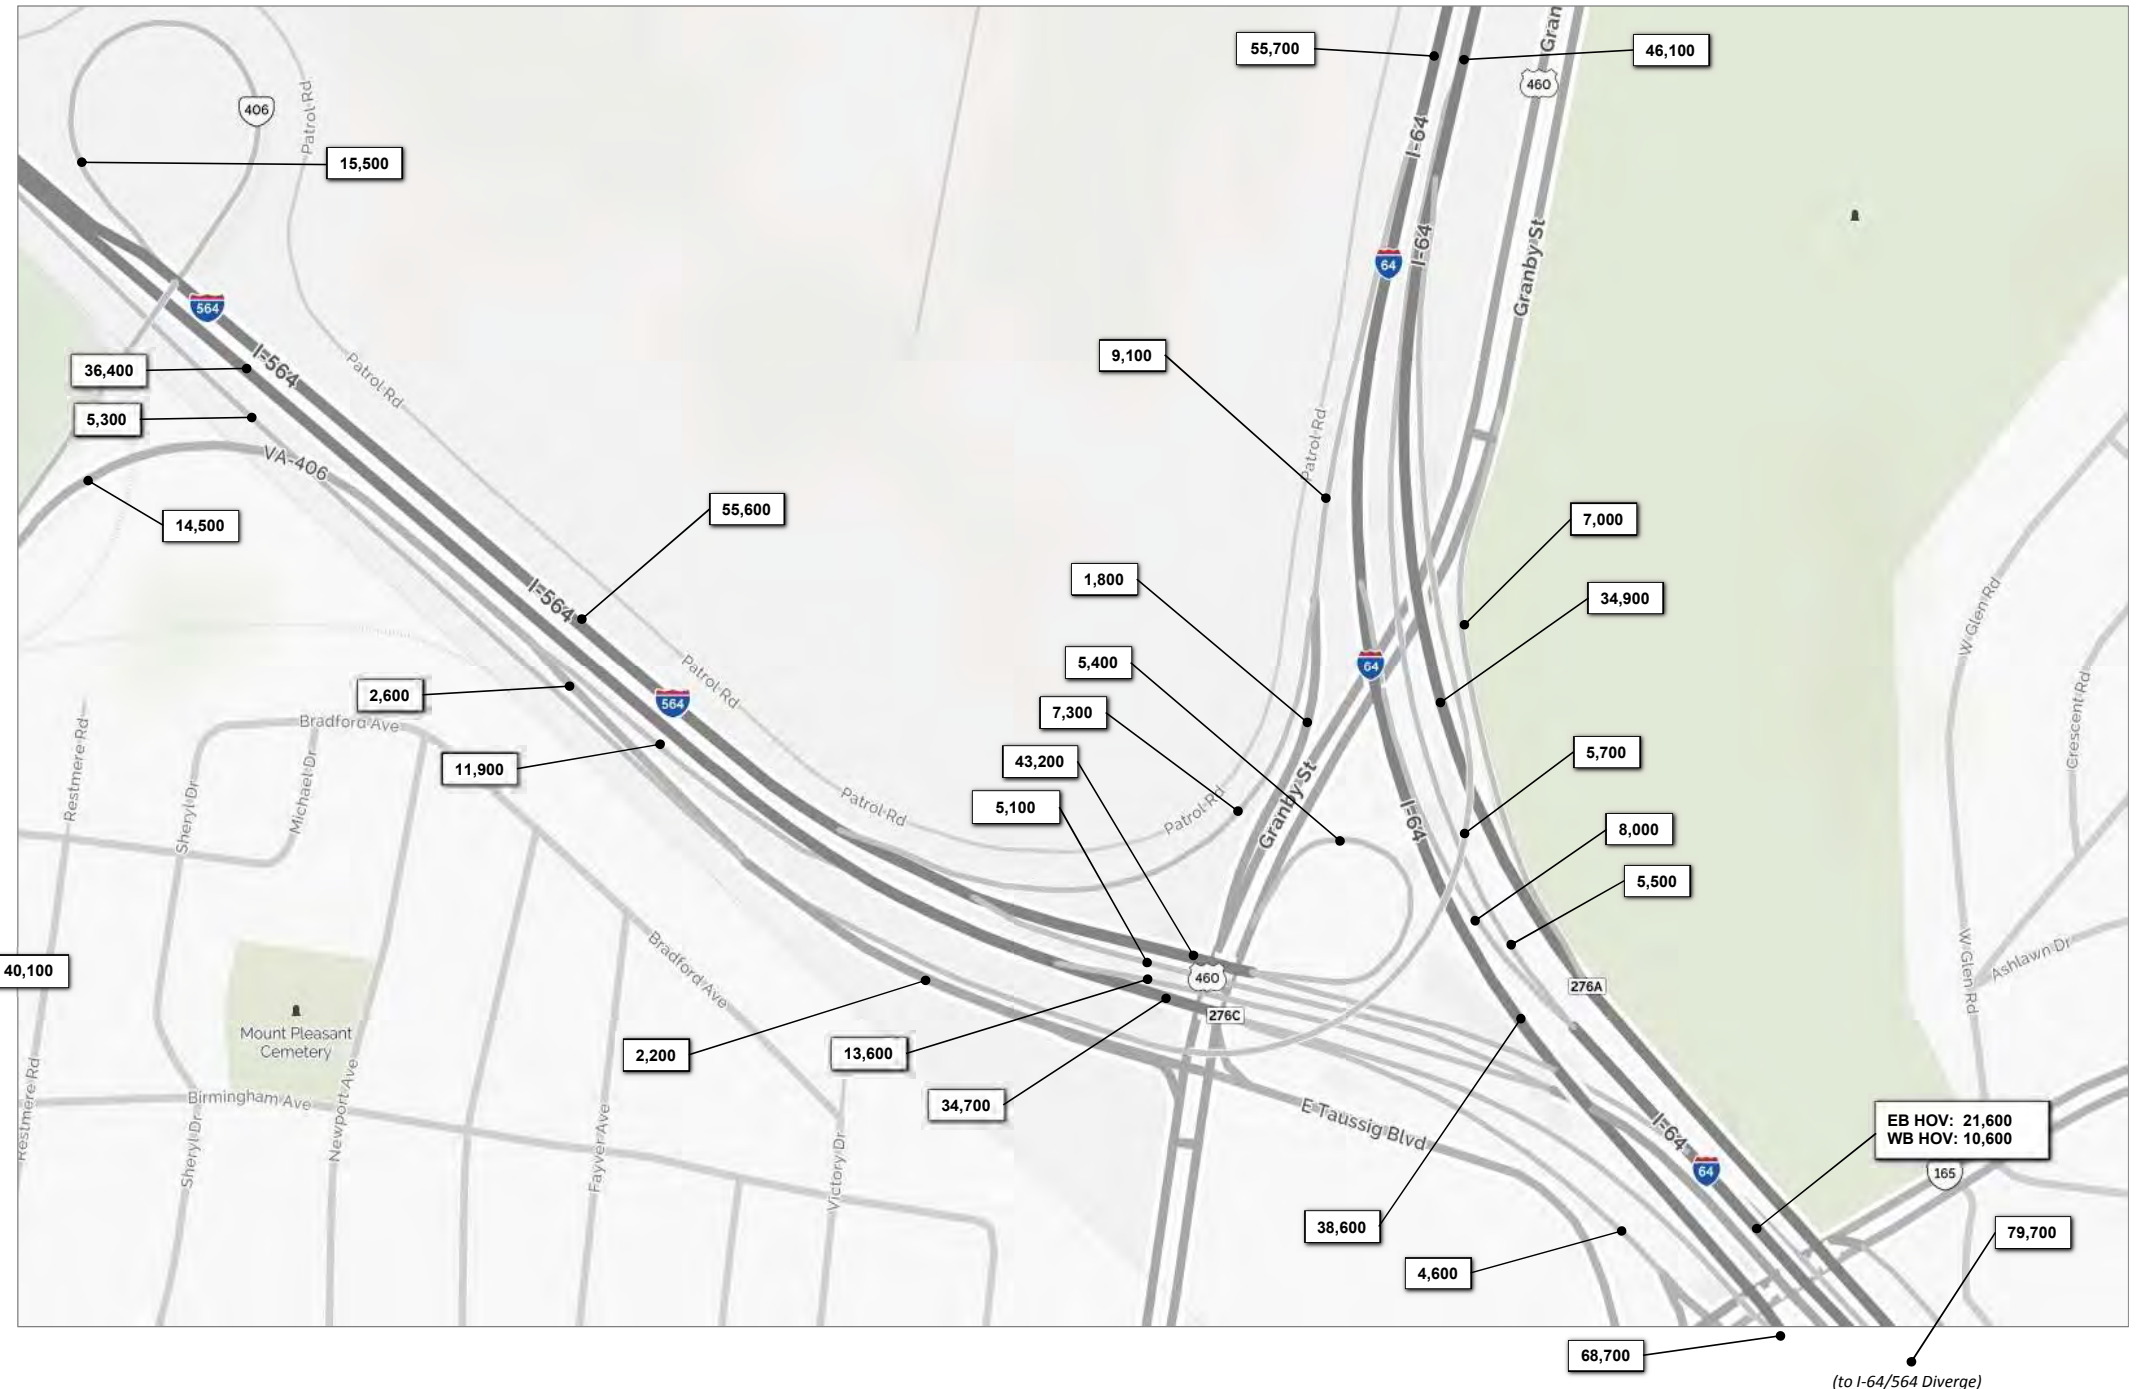 Gran
55,700
46,100
460
406
Patrol Rd
I-64
15,500
I-64
Granby St
64
564
I-564
36,400
9,100
Patrol Rd
5,300
Patrol Rd
VA-406
14,500
55,600
7,000
1,800
I-564
34,900
W Glen Rd
5,400
64
Patrol Rd
2,600
564
7,300
Crescent Rd
Bradford Ave
Restmere Rd
Michael Dr
43,200
5,700
11,900
Sheryl Dr
5,100
Patrol Rd
Patrol Rd
Granby St
I-64
8,000
5,500
40,100
Bradford Ave
W Glen Rd
Ashlawn Dr
460
276A
276C
Mount Pleasant
Cemetery
2,200
13,600
34,700
Restmere Rd
Birmingham Ave
Newport Ave
Sheryl Dr
Fayver Ave
Victory Dr
E Taussig Blvd
I-64
64
EB HOV: 21,600
WB HOV: 10,600
165
38,600
4,600
79,700
68,700
(to I-64/564 Diverge)